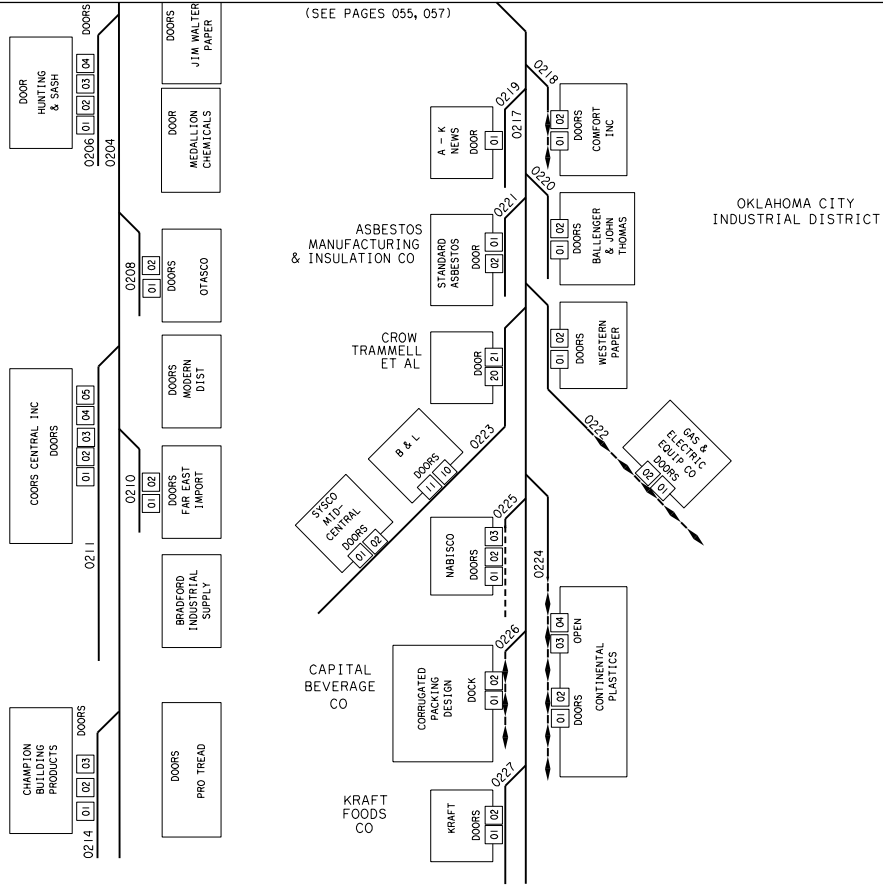 (SEE PAGES 055, 057)
OKLAHOMA CITY
INDUSTRIAL DISTRICT
DOOR
HUNTING
& SASH
01
02
03
04
DOORS
0206
0204
DOORS
JIM WALTER
PAPER
DOOR
MEDALLION
CHEMICALS
0208
01
02
DOORS
OTASCO
COORS CENTRAL INC
DOORS
01
02
03
04
05
0211
DOORS
MODERN
DIST
0210
01
02
DOORS
FAR EAST
IMPORT
BRADFORD
INDUSTRIAL
SUPPLY
CHAMPION
BUILDING
PRODUCTS
01
02
03
DOORS
0214
DOORS
PRO TREAD
A - K
NEWS
DOOR
01
0219
0217
0218
01
02
DOORS
COMFORT
INC
ASBESTOS
MANUFACTURING
& INSULATION CO
STANDARD
ASBESTOS
DOOR
02
01
0221
0220
01
02
DOORS
BALLENGER
& JOHN
THOMAS
CROW
TRAMMELL
ET AL
DOOR
20
21
01
02
DOORS
WESTERN
PAPER
0222
GAS &
ELECTRIC
EQUIP CO
DOORS
02
01
0223
B & L
DOORS
11
10
SYSCO
MID-
CENTRAL
DOORS
01
02
NABISCO
DOORS
01
02
03
0225
0224
03
04
OPEN
01
02
DOORS
CONTINENTAL
PLASTICS
CAPITAL
BEVERAGE
CO
CORRUGATED
PACKING
DESIGN
DOCK
01
02
0226
KRAFT
FOODS
CO
KRAFT
DOORS
01
02
0227